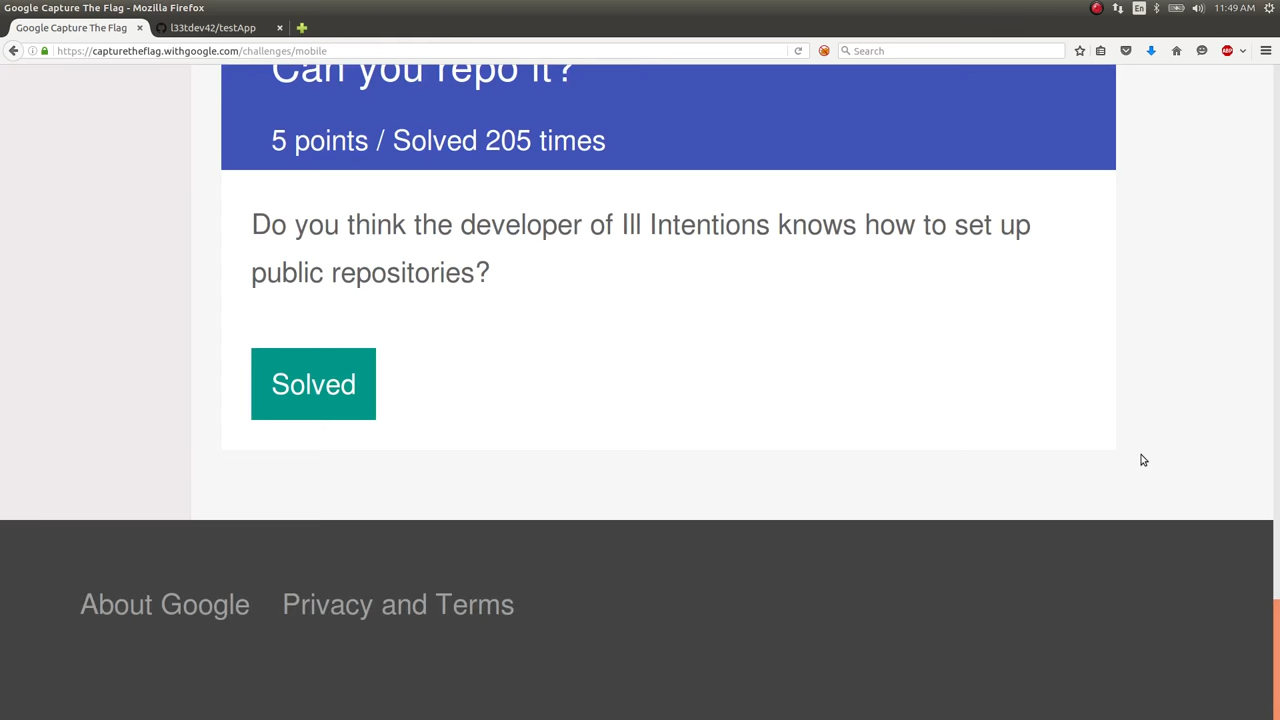 Google Capture The Flag - Mozilla Firefox
En
11:49 AM
Google Capture The Flag
l33tdev42/testApp
https://capturetheflag.withgoogle.com/challenges/mobile
Search
ABP
Can you repo it?
5 points / Solved 205 times
Do you think the developer of Ill Intentions knows how to set up
public repositories?
Solved
About Google
Privacy and Terms